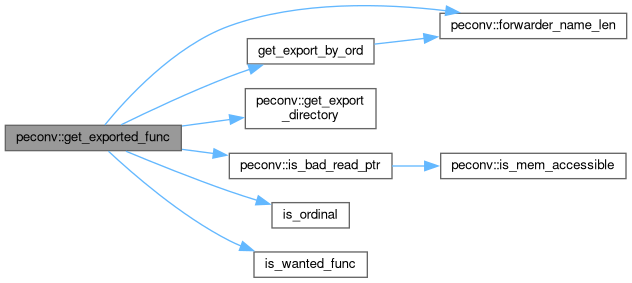 peconv::forwarder_name_len
get_export_by_ord
peconv::get_export
_directory
peconv::get_exported_func
peconv::is_bad_read_ptr
peconv::is_mem_accessible
is_ordinal
is_wanted_func